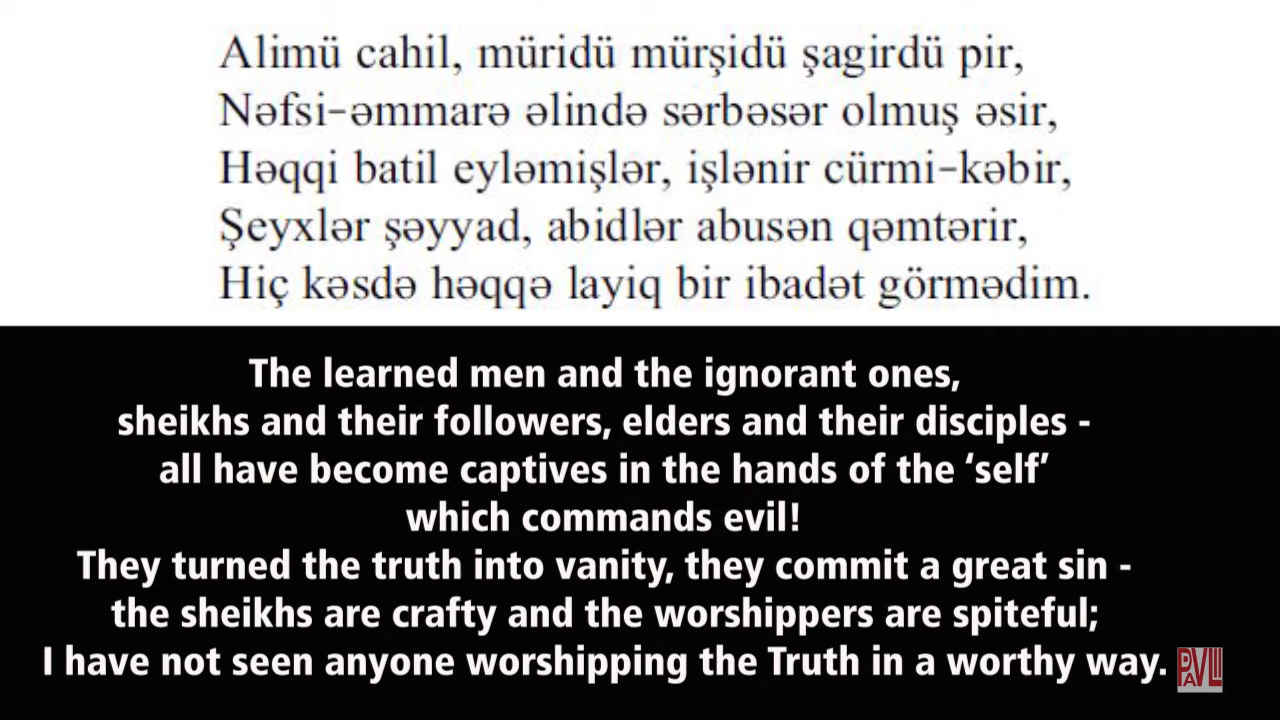 Alimü cahil, müridü mürşidü şagirdü pir,
Nəfsi-əmmarə əlində sərbəsər olmuş əsir,
Həqqi batil eyləmişlər, işlənir cürmi-kəbir,
Şeyxlər şəyyad, abidlər abusən qəmtərir,
Hiç kəsdə həqqə layiq bir ibadət görmədim.
The learned men and the ignorant ones,
sheikhs and their followers, elders and their disciples -
all have become captives in the hands of the ‘self’
which commands evil!
They turned the truth into vanity, they commit a great sin -
the sheikhs are crafty and the worshippers are spiteful;
I have not seen anyone worshipping the Truth in a worthy way.